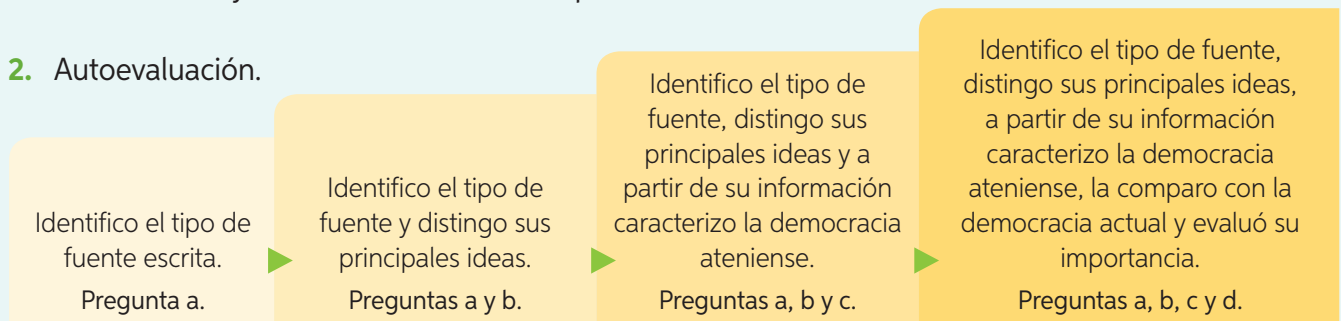 2. Autoevaluación.
Identifico el tipo de
fuente escrita.
Pregunta a.
Identifico el tipo de
fuente y distingo sus
principales ideas.
Preguntas a y b.
Identifico el tipo de
fuente, distingo sus
principales ideas y a
partir de su información
caracterizo la democracia
ateniense.
Preguntas a, b y c.
Identifico el tipo de fuente,
distingo sus principales ideas,
a partir de su información
caracterizo la democracia
ateniense, la comparo con la
democracia actual y evaluó su
importancia.
Preguntas a, b, c y d.